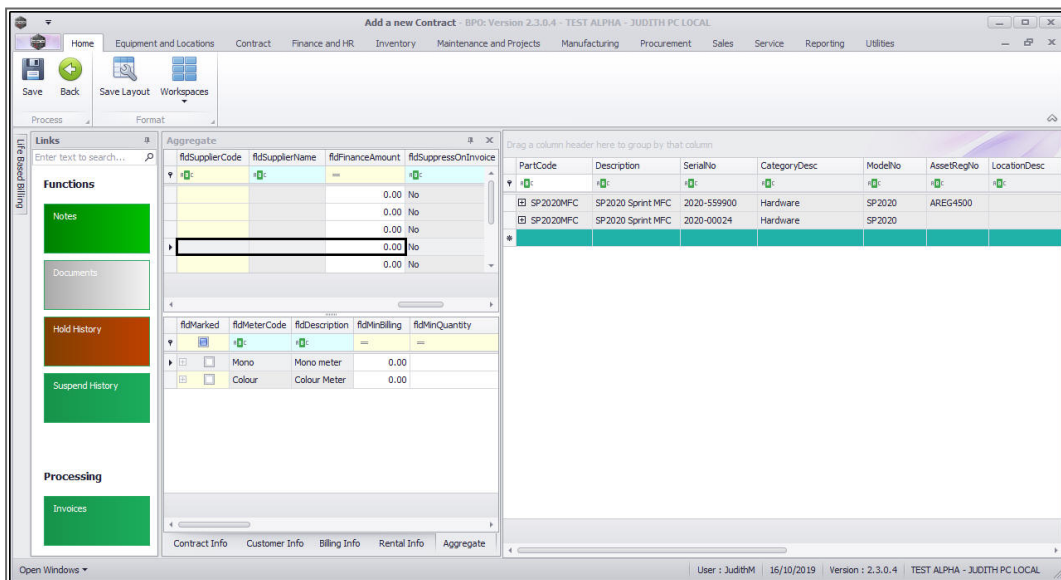 Add a new Contract - BPO: Version 2.3.0.4 - TEST ALPHA - JUDITH PC LOCAL
Home Equipment and Locations Contract Finance and HR Inventory Maintenance and Projects Manufacturing Procurement Sales Service Reporting Utilities
Save Back Save Layout Workspaces
Process Format
Life Based Billing
Links
Enter text to search...
Functions
Notes
Documents
Hold History
Suspend History
Processing
Invoices
Aggregate
fldSupplierCode fldSupplierName fldFinanceAmount fldSuppressOnInvoice
0.00 No
0.00 No
0.00 No
0.00 No
0.00 No
fldMarked fldMeterCode fldDescription fldMinBilling fldMinQuantity
Mono Mono meter 0.00
Colour Colour Meter 0.00
Contract Info Customer Info Billing Info Rental Info Aggregate
Drag a column header here to group by that column
PartCode Description SerialNo CategoryDesc ModelNo AssetRegNo LocationDesc
SP2020MFC SP2020 Sprint MFC 2020-559900 Hardware SP2020 AREG4500
SP2020MFC SP2020 Sprint MFC 2020-00024 Hardware SP2020
Open Windows User : JudithM 16/10/2019 Version : 2.3.0.4 TEST ALPHA - JUDITH PC LOCAL